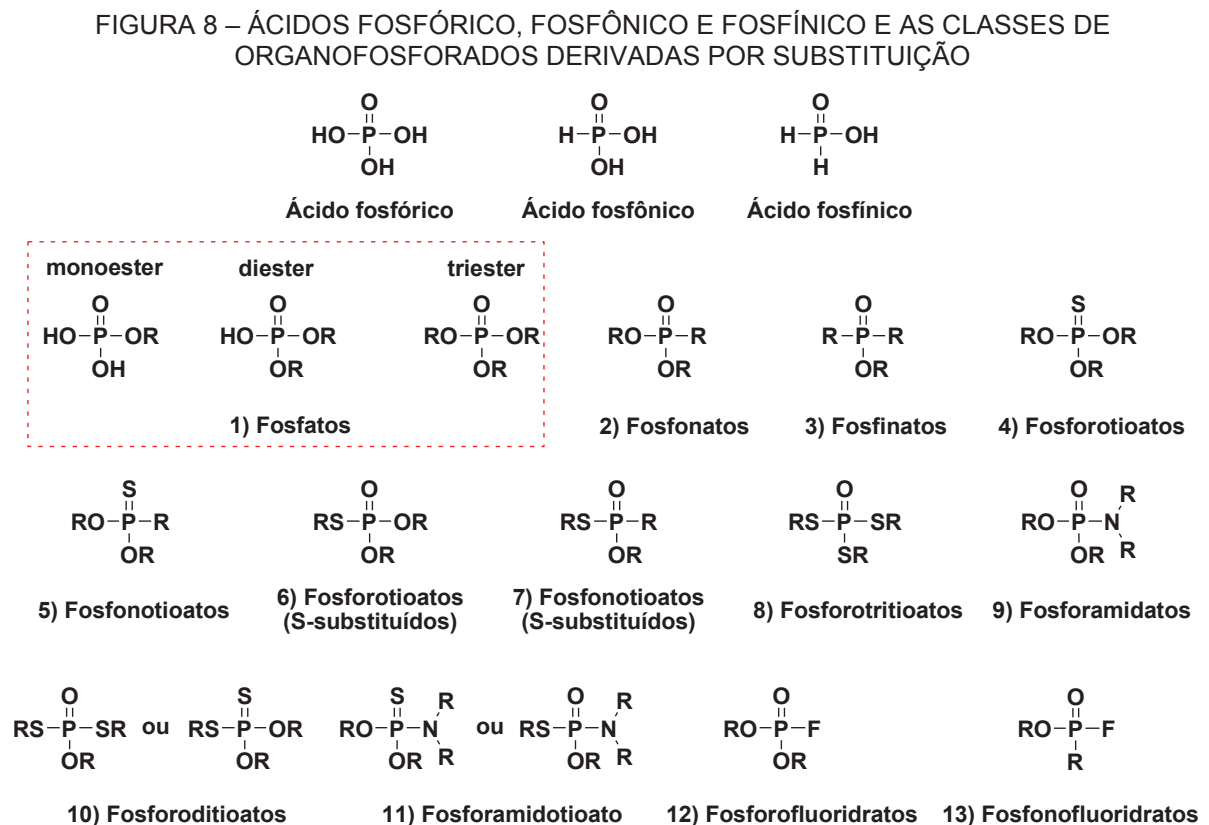 FIGURA 8 – ÁCIDOS FOSFÓRICO, FOSFÔNICO E FOSFÍNICO E AS CLASSES DE
ORGANOFOSFORADOS DERIVADAS POR SUBSTITUIÇÃO
O O O
HO–P–OH H–P–OH H–P–OH
OH OH H
Ácido fosfórico Ácido fosfônico Ácido fosfínico
monoester diester triester
O O O O O S
HO–P–OR HO–P–OR RO–P–OR RO–P–R R–P–R RO–P–OR
OH OR OR OR OR OR
1) Fosfatos 2) Fosfonatos 3) Fosfinatos 4) Fosforotioatos
S O O O O R
RO–P–R RS–P–OR RS–P–R RS–P–SR RO–P–N
OR OR OR SR OR R
5) Fosfonotioatos 6) Fosforotioatos 7) Fosfonotioatos 8) Fosforotritioatos 9) Fosforamidatos
(S-substituídos) (S-substituídos)
O S S R O R O O
RS–P–SR ou RS–P–OR RO–P–N ou RS–P–N RO–P–F RO–P–F
OR OR OR R OR R OR R
10) Fosforoditioatos 11) Fosforamidotioato 12) Fosforofluoridratos 13) Fosfonofluoridratos